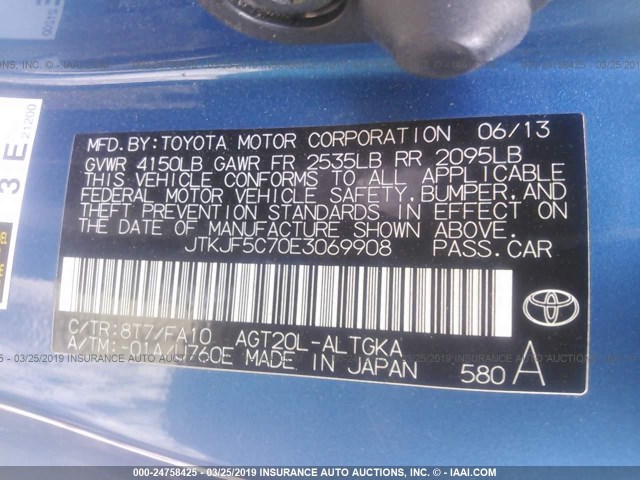 MFD.BY:TOYOTA MOTOR CORPORATION 06/13
GVWR 4150LB GAWR FR 2535LB RR 2095LB
THIS VEHICLE CONFORMS TO ALL APPLICABLE
FEDERAL MOTOR VEHICLE SAFETY,BUMPER,AND
THEFT PREVENTION STANDARDS IN EFFECT ON
THE DATE OF MANUFACTURE SHOWN ABOVE.
JTKJF5C70E3069908 PASS.CAR
C/TR:8T7/FA10 AGT20L-ALTGKA
A/TM:-01A/U760E MADE IN JAPAN 580 A
TOYOTA
3 E
21200
000-24758425 - 03/25/2019 INSURANCE AUTO AUCTIONS, INC. - © - IAAI.COM